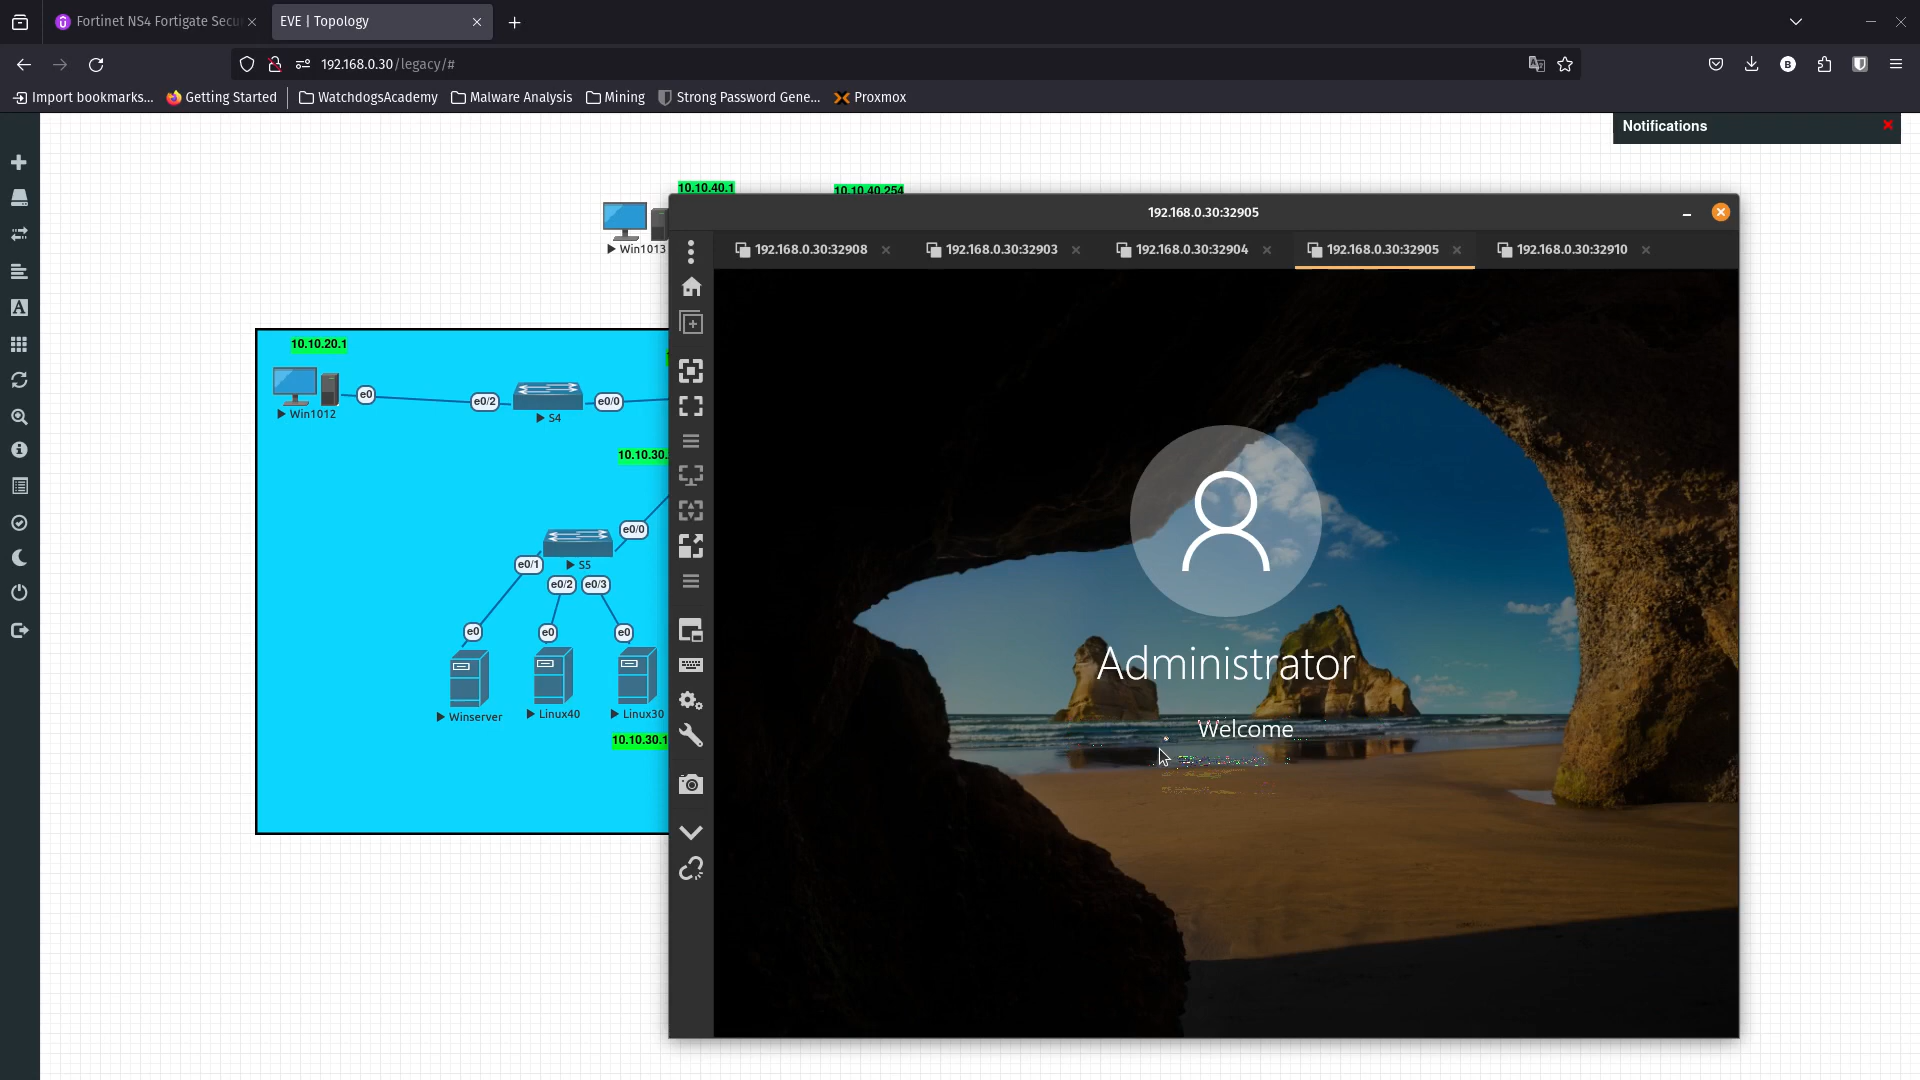 Fortinet NS4 Fortigate Secu
EVE | Topology
192.168.0.30/legacy/#
Import bookmarks...
Getting Started
WatchdogsAcademy
Malware Analysis
Mining
Strong Password Gene...
Proxmox
Notifications
10.10.40.1
10.10.40.254
Win1013
192.168.0.30:32905
192.168.0.30:32908
192.168.0.30:32903
192.168.0.30:32904
192.168.0.30:32905
192.168.0.30:32910
10.10.20.1
Win1012
e0
e0/2
e0/0
S4
10.10.30.
e0/0
e0/1
S5
e0/2
e0/3
e0
e0
e0
Winserver
Linux40
Linux30
10.10.30.1
Administrator
Welcome